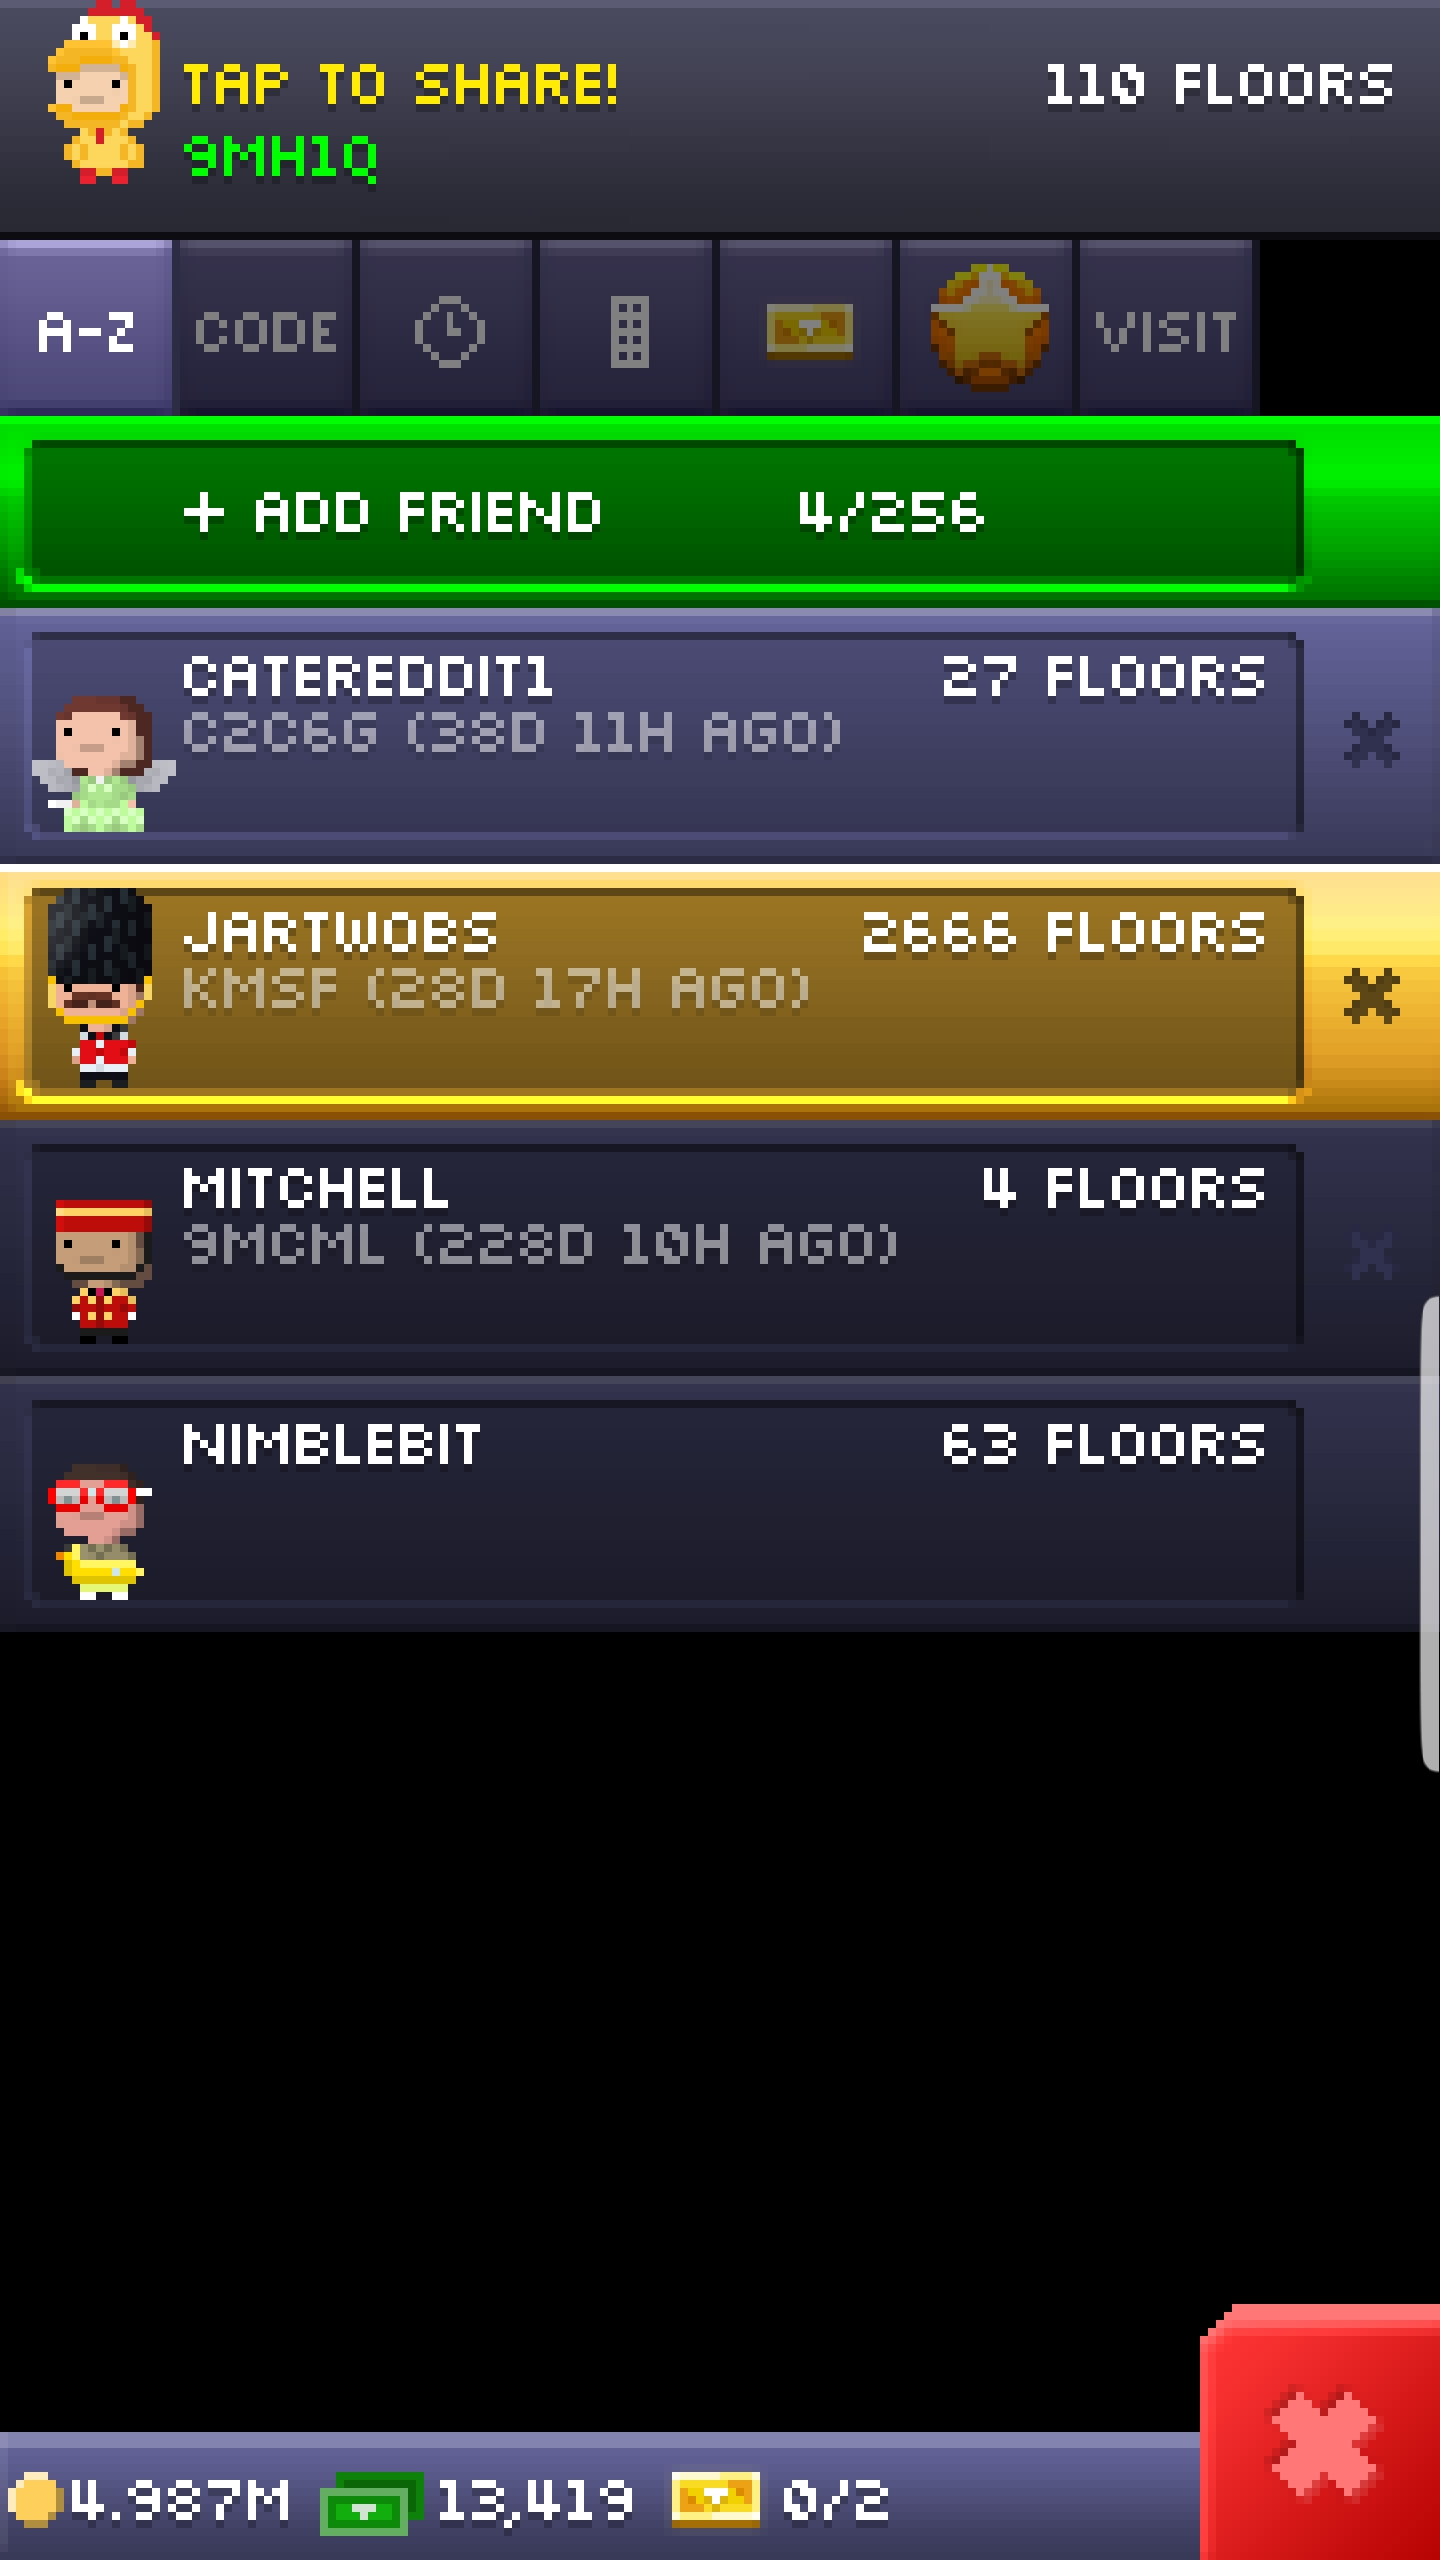 TAP TO SHARE!
110 FLOORS
9MH1Q
A-Z
CODE
VISIT
+ ADD FRIEND 4/256
CATEREDDIT1 27 FLOORS
C2C6G (38D 11H AGO)
JARTWOBS 2666 FLOORS
KMSF (28D 17H AGO)
MITCHELL 4 FLOORS
9MCML (228D 10H AGO)
NIMBLEBIT 63 FLOORS
4.987M 13,419 0/2